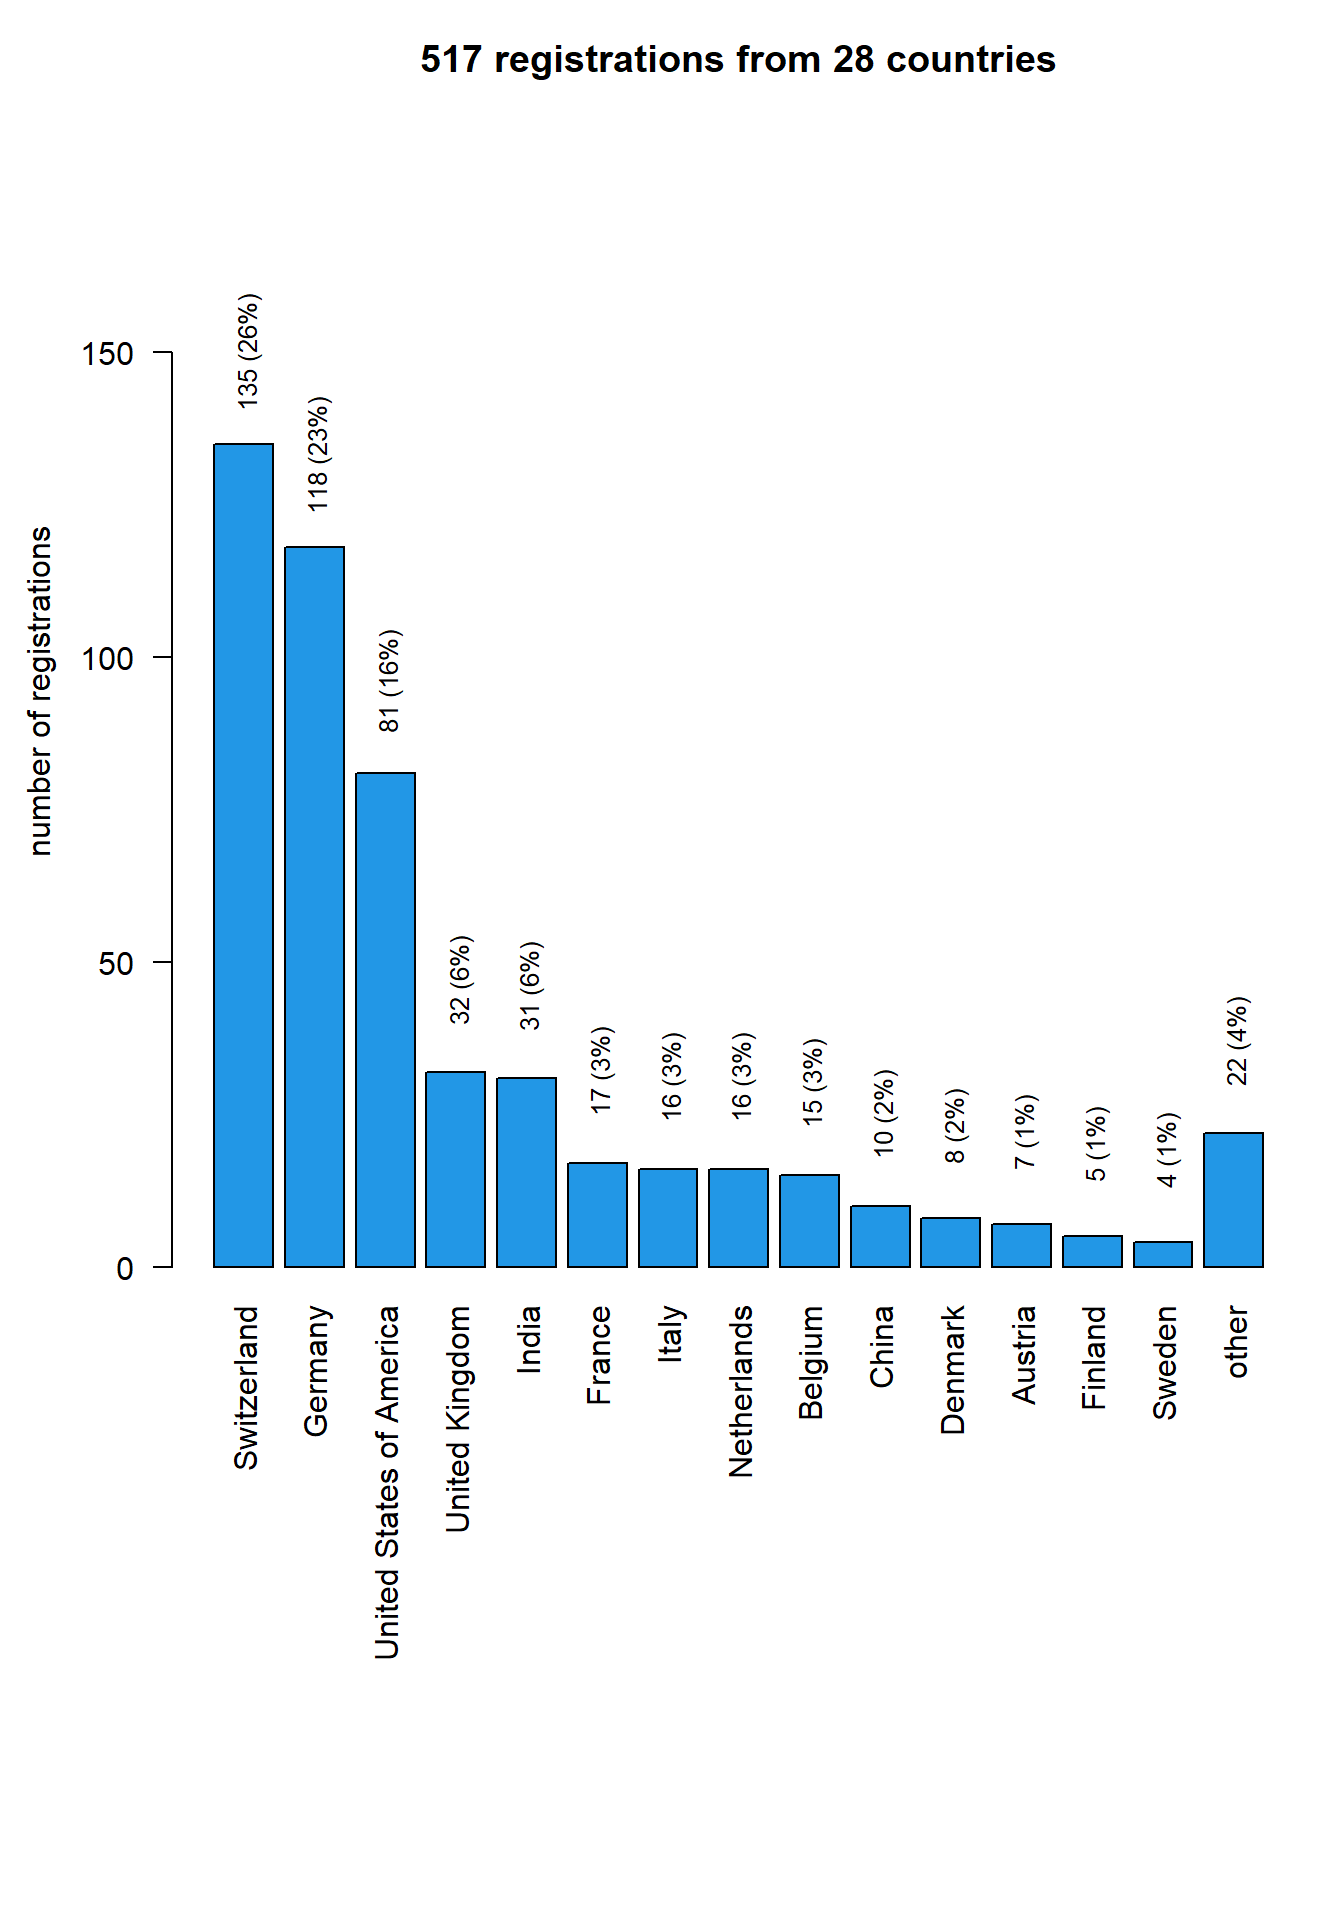 517 registrations from 28 countries
number of registrations
150
100
50
0
135 (26%)
118 (23%)
81 (16%)
32 (6%)
31 (6%)
17 (3%)
16 (3%)
16 (3%)
15 (3%)
10 (2%)
8 (2%)
7 (1%)
5 (1%)
4 (1%)
22 (4%)
Switzerland
Germany
United States of America
United Kingdom
India
France
Italy
Netherlands
Belgium
China
Denmark
Austria
Finland
Sweden
other